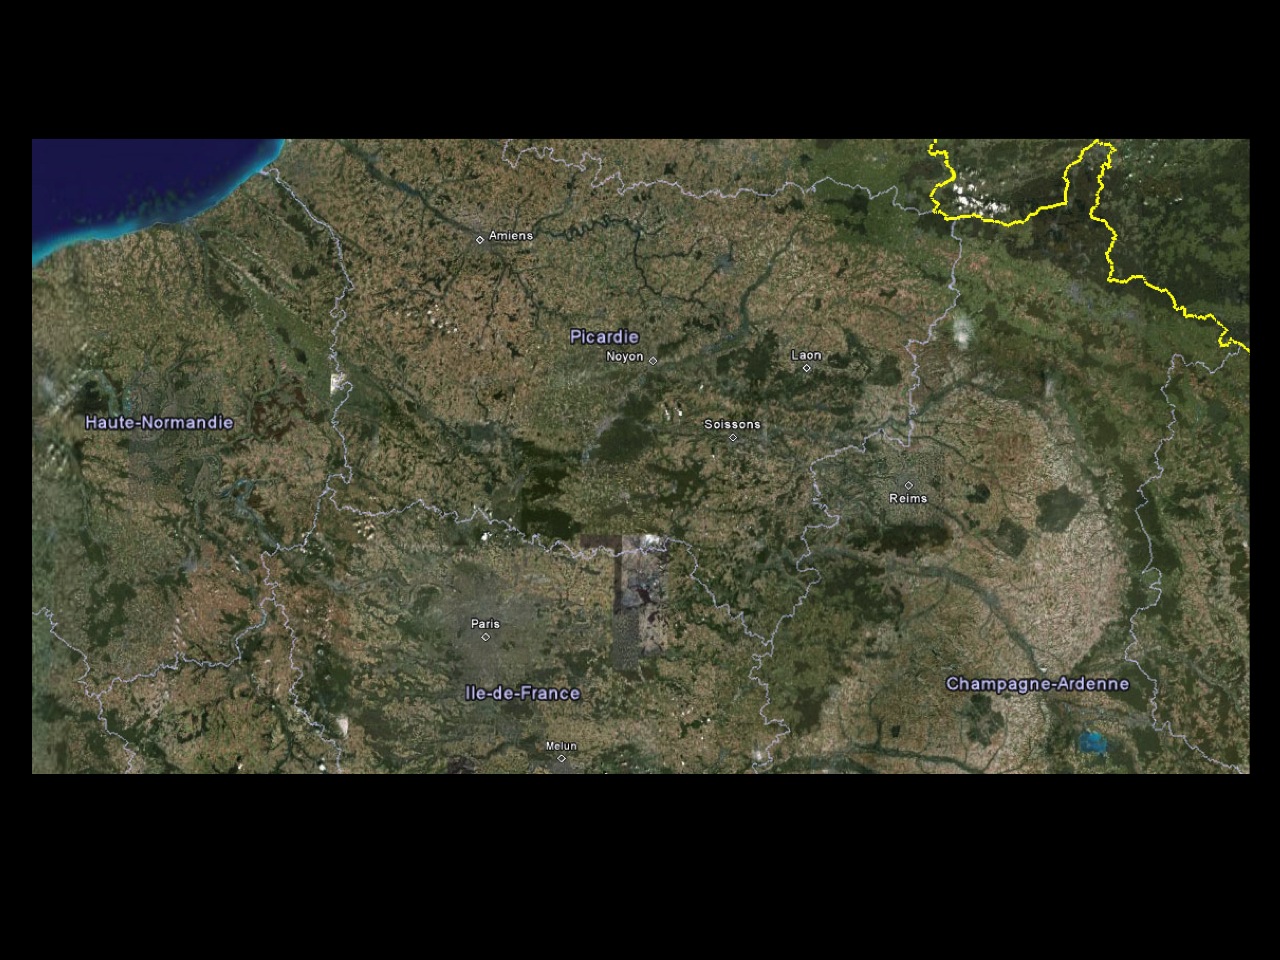 Amiens
Picardie
Noyon
Laon
Haute-Normandie
Soissons
Reims
Paris
Ile-de-France
Champagne-Ardenne
Melun